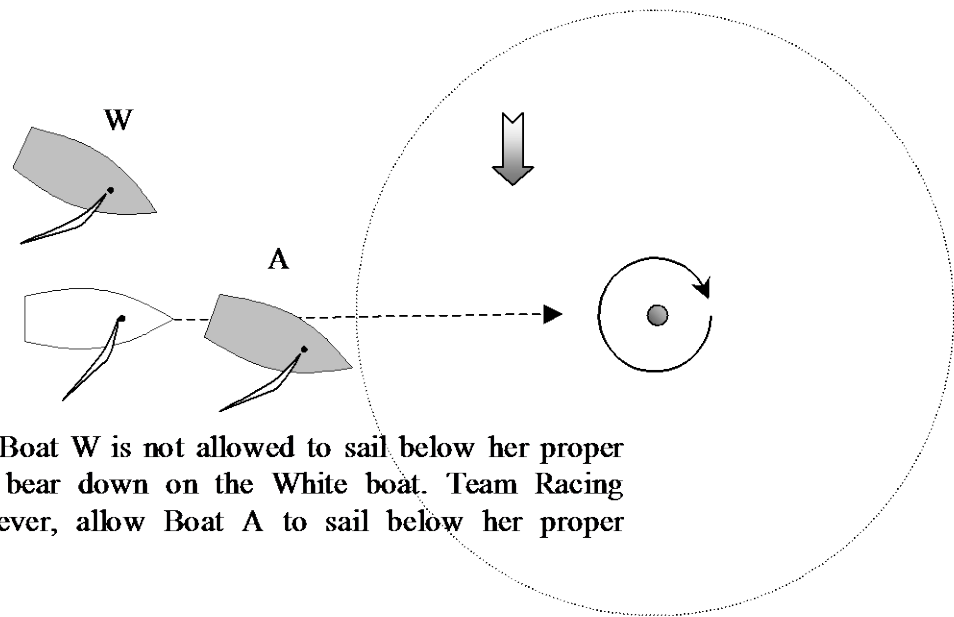 W
A
Boat W is not allowed to sail below her proper
bear down on the White boat. Team Racing
ever, allow Boat A to sail below her proper